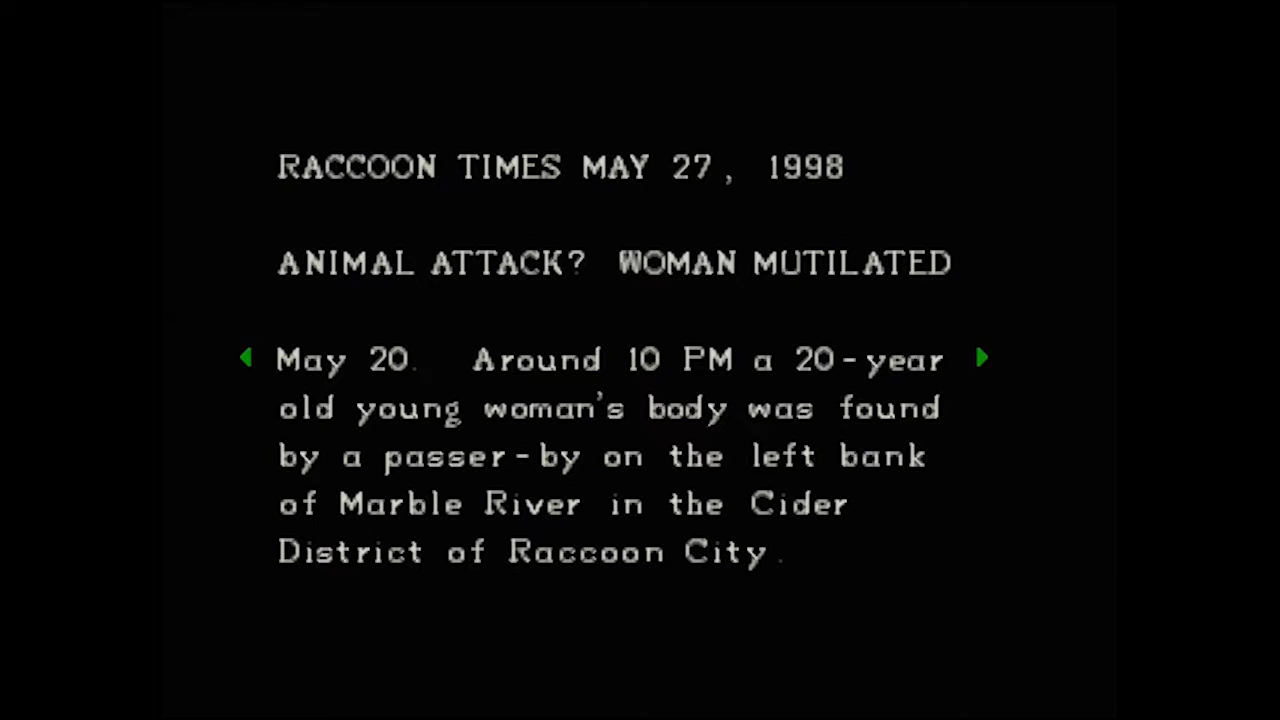 RACCOON TIMES MAY 27, 1998
ANIMAL ATTACK? WOMAN MUTILATED
May 20. Around 10 PM a 20-year
old young woman's body was found
by a passer-by on the left bank
of Marble River in the Cider
District of Raccoon City.